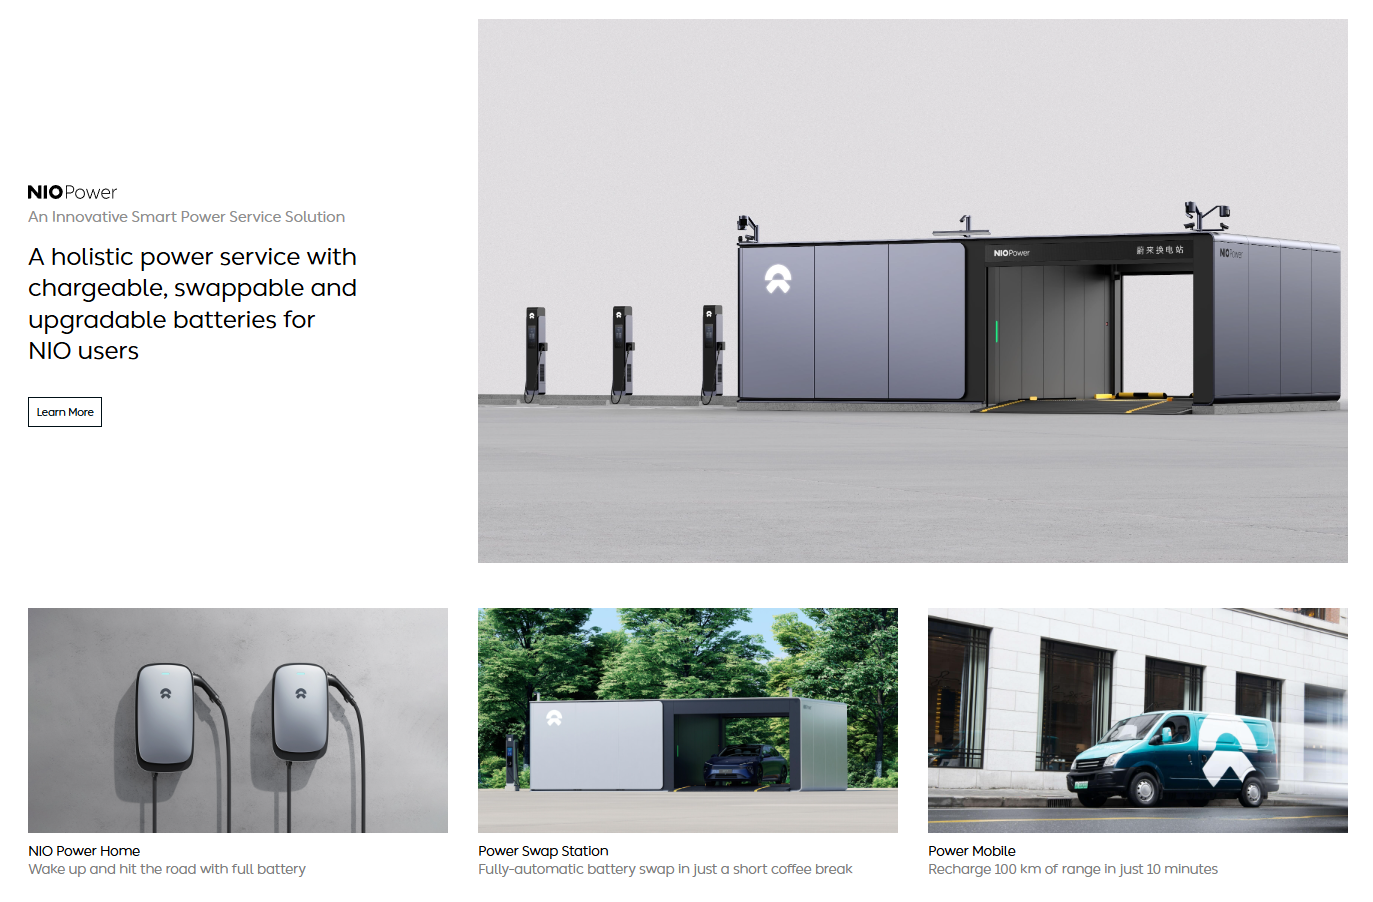 NIO Power
An Innovative Smart Power Service Solution
A holistic power service with
chargeable, swappable and
upgradable batteries for
NIO users
Learn More
NIOPower
蔚来换电站
NIOPower
NIO Power Home
Wake up and hit the road with full battery
Power Swap Station
Fully-automatic battery swap in just a short coffee break
Power Mobile
Recharge 100 km of range in just 10 minutes